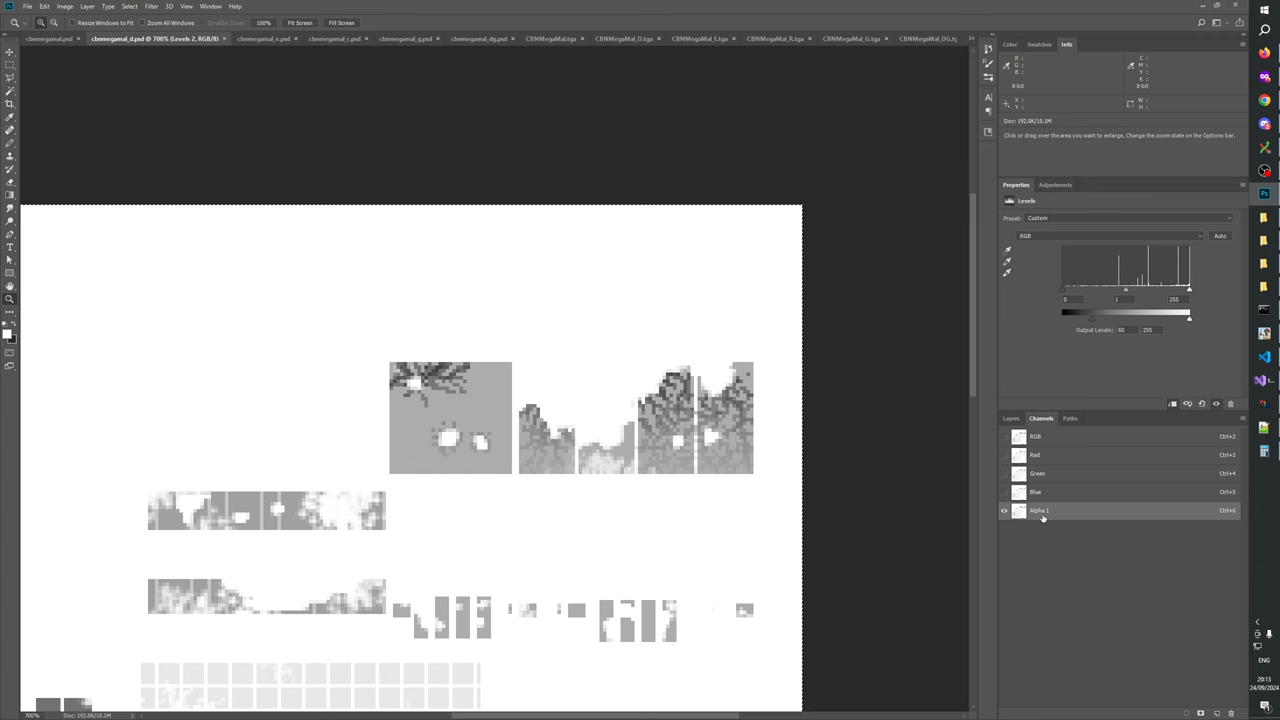 File Edit Image Layer Type Select Filter 3D View Window Help
Resize Windows to Fit Zoom All Windows Scrubby Zoom 100% Fit Screen Fill Screen
cbnmegamal.psd × cbnmegamal_d.psd @ 700% (Levels 2, RGB/8) × cbnmegamal_e.psd × cbnmegamal_r.psd × cbnmegamal_g.psd × cbnmegamal_dg.psd × CBNMegaMal.tga × CBNMegaMal_D.tga × CBNMegaMal_E.tga × CBNMegaMal_R.tga × CBNMegaMal_G.tga × CBNMegaMal_DG.tg
Color Swatches Info
R : C :
G : M :
B : Y :
K :
8-bit 8-bit
X : W :
Y : H :
Doc: 192.0K/10.1M
Click or drag over the area you want to enlarge. Change the zoom state on the Options bar.
Properties Adjustments
Levels
Preset: Custom
RGB Auto
0 1 255
Output Levels: 60 255
Layers Channels Paths
RGB Ctrl+2
Red Ctrl+3
Green Ctrl+4
Blue Ctrl+5
Alpha 1 Ctrl+6
700% Doc: 192.0K/10.1M
ENG
20:13
24/09/2024